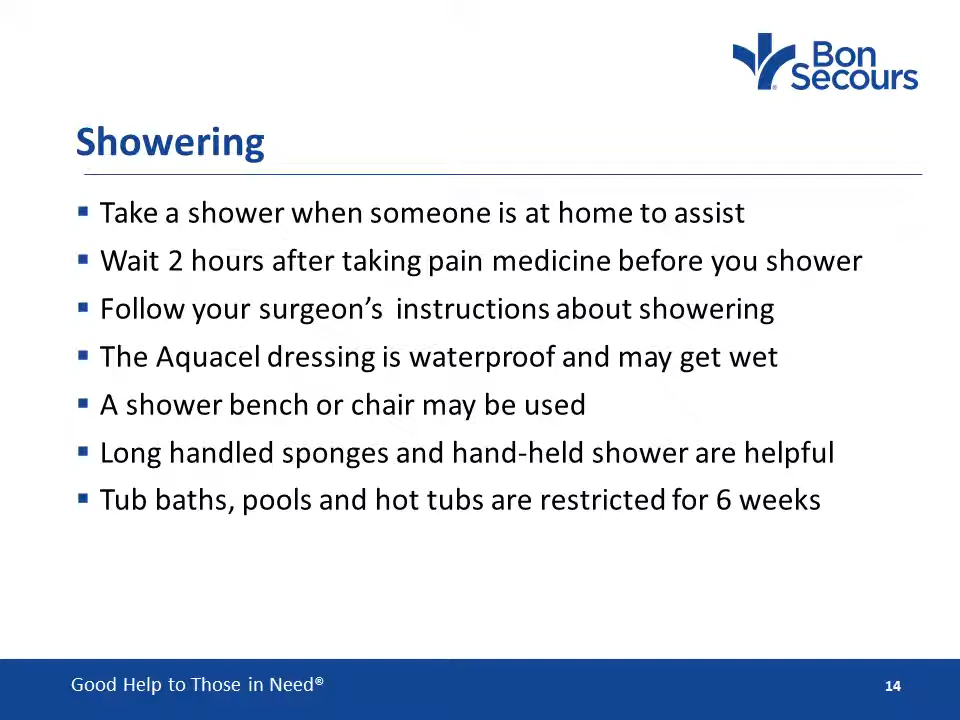 Bon
Secours
Showering
▪ Take a shower when someone is at home to assist
▪ Wait 2 hours after taking pain medicine before you shower
▪ Follow your surgeon’s instructions about showering
▪ The Aquacel dressing is waterproof and may get wet
▪ A shower bench or chair may be used
▪ Long handled sponges and hand-held shower are helpful
▪ Tub baths, pools and hot tubs are restricted for 6 weeks
Good Help to Those in Need®
14